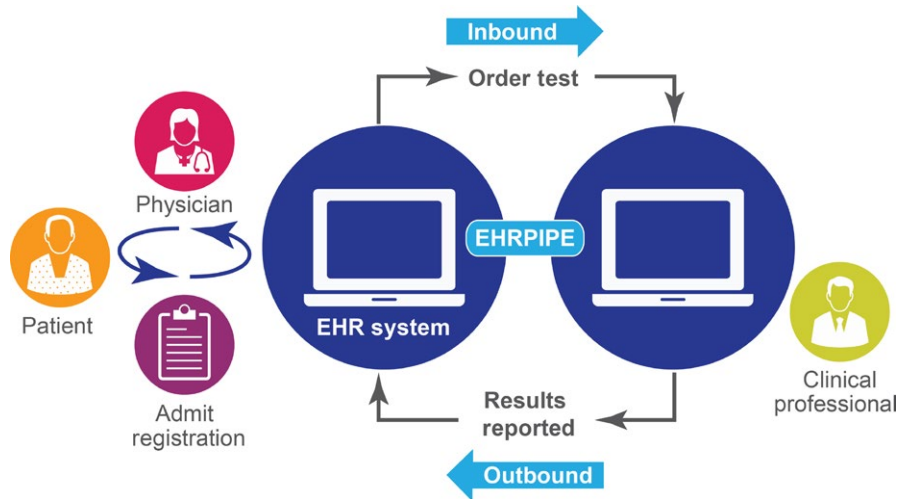 Inbound
Order test
Physician
EHRPIPE
Patient
EHR system
Admit
registration
Clinical
professional
Results
reported
Outbound